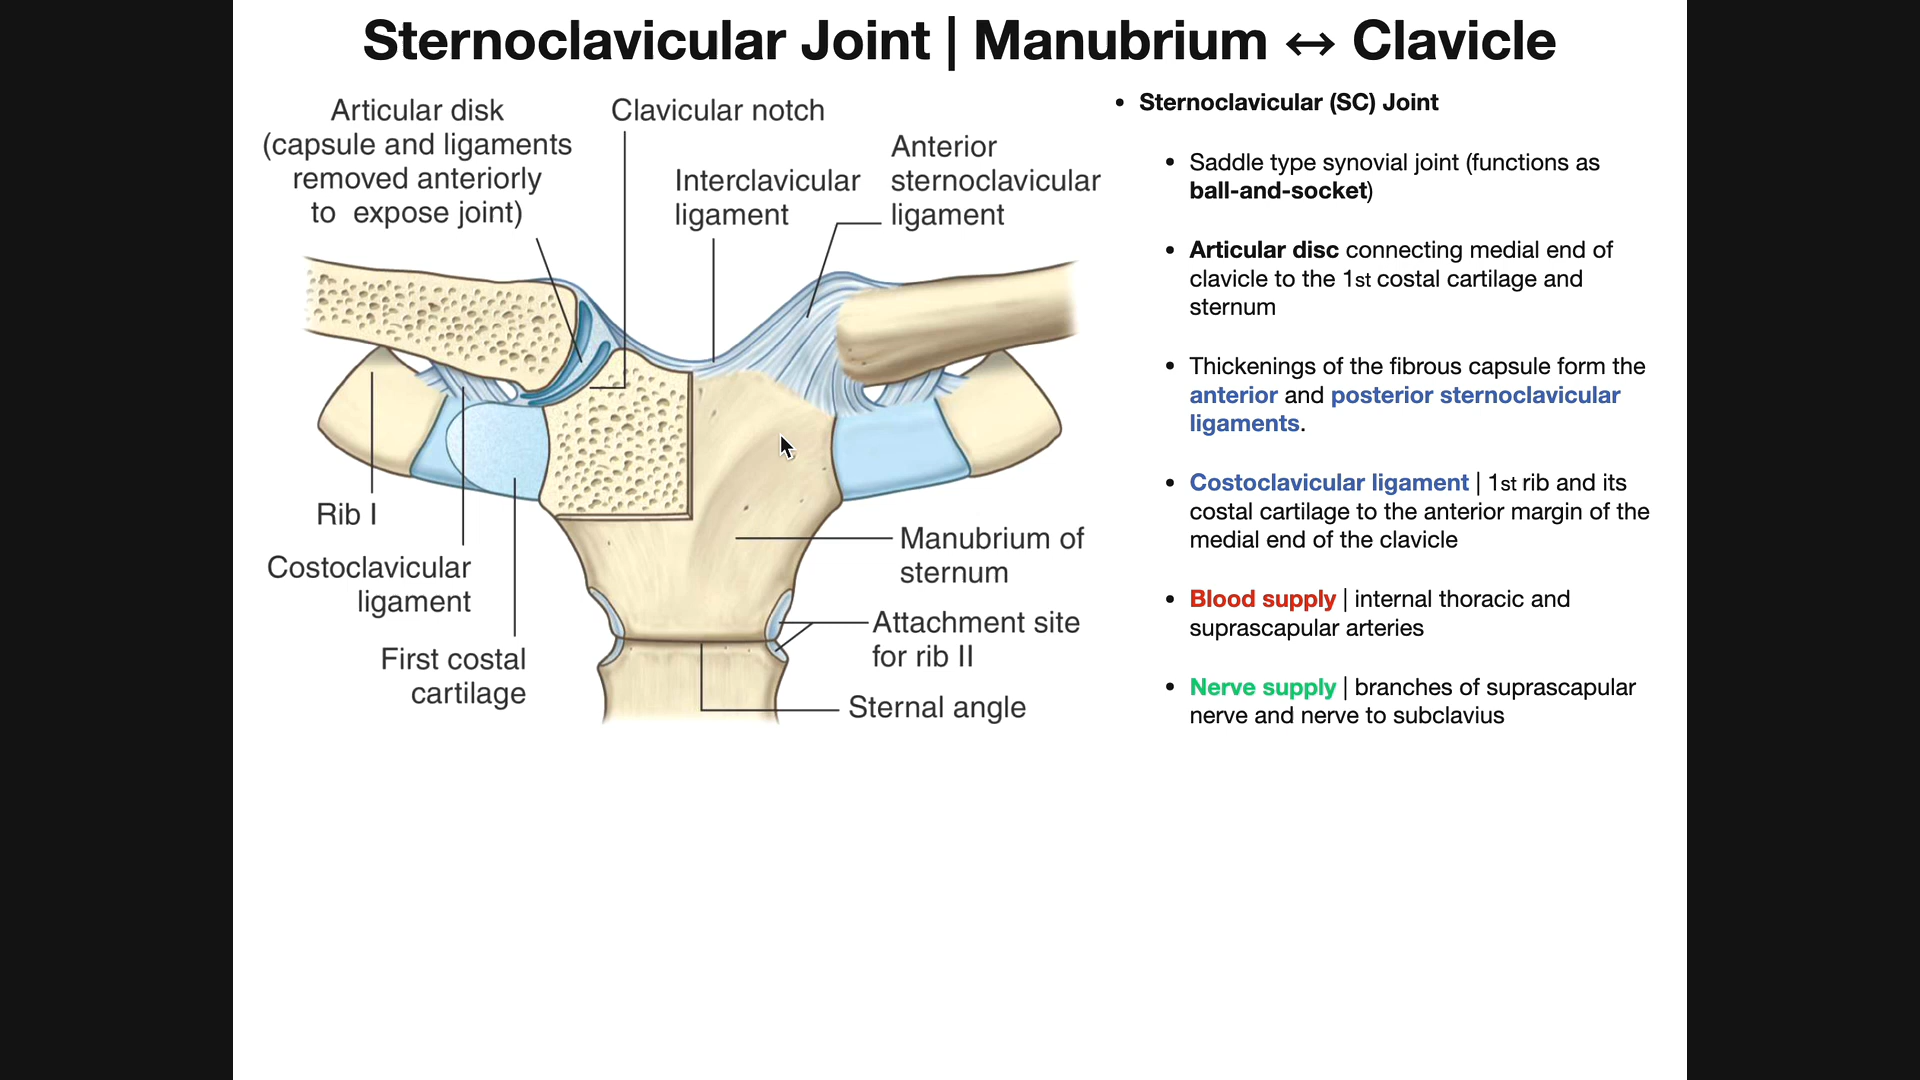 Sternoclavicular Joint | Manubrium ↔ Clavicle
Articular disk
(capsule and ligaments
removed anteriorly
to expose joint)
Clavicular notch
Interclavicular
ligament
Anterior
sternoclavicular
ligament
Rib I
Costoclavicular
ligament
First costal
cartilage
Manubrium of
sternum
Attachment site
for rib II
Sternal angle
• Sternoclavicular (SC) Joint
• Saddle type synovial joint (functions as
ball-and-socket)
• Articular disc connecting medial end of
clavicle to the 1st costal cartilage and
sternum
• Thickenings of the fibrous capsule form the
anterior and posterior sternoclavicular
ligaments.
• Costoclavicular ligament | 1st rib and its
costal cartilage to the anterior margin of the
medial end of the clavicle
• Blood supply | internal thoracic and
suprascapular arteries
• Nerve supply | branches of suprascapular
nerve and nerve to subclavius